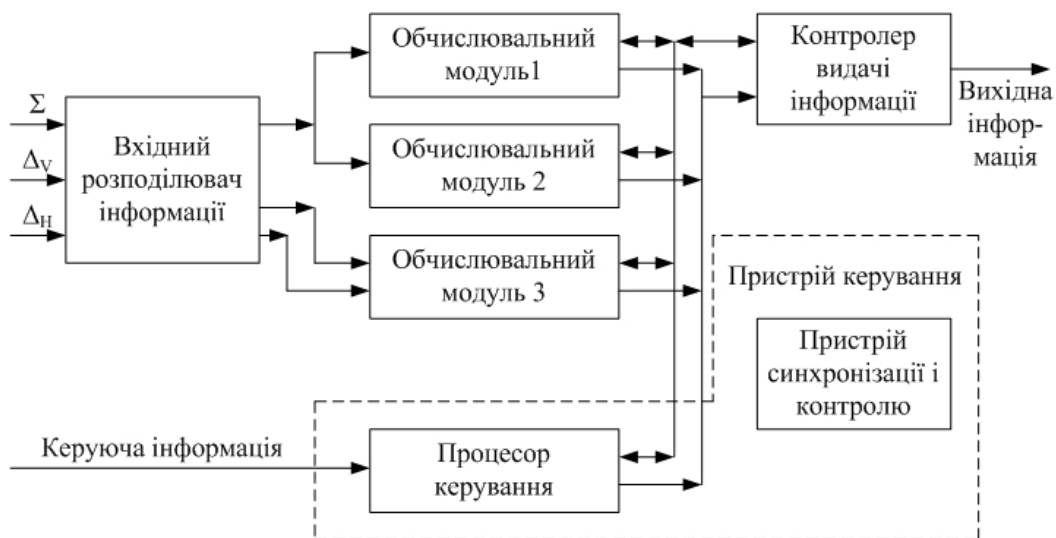 Σ
ΔV
ΔH
Вхідний
розподілювач
інформації
Обчислювальний
модуль1
Обчислювальний
модуль 2
Обчислювальний
модуль 3
Контролер
видачі
інформації
Вихідна
інфор-
мація
Пристрій керування
Пристрій
синхронізації і
контролю
Керуюча інформація
Процесор
керування